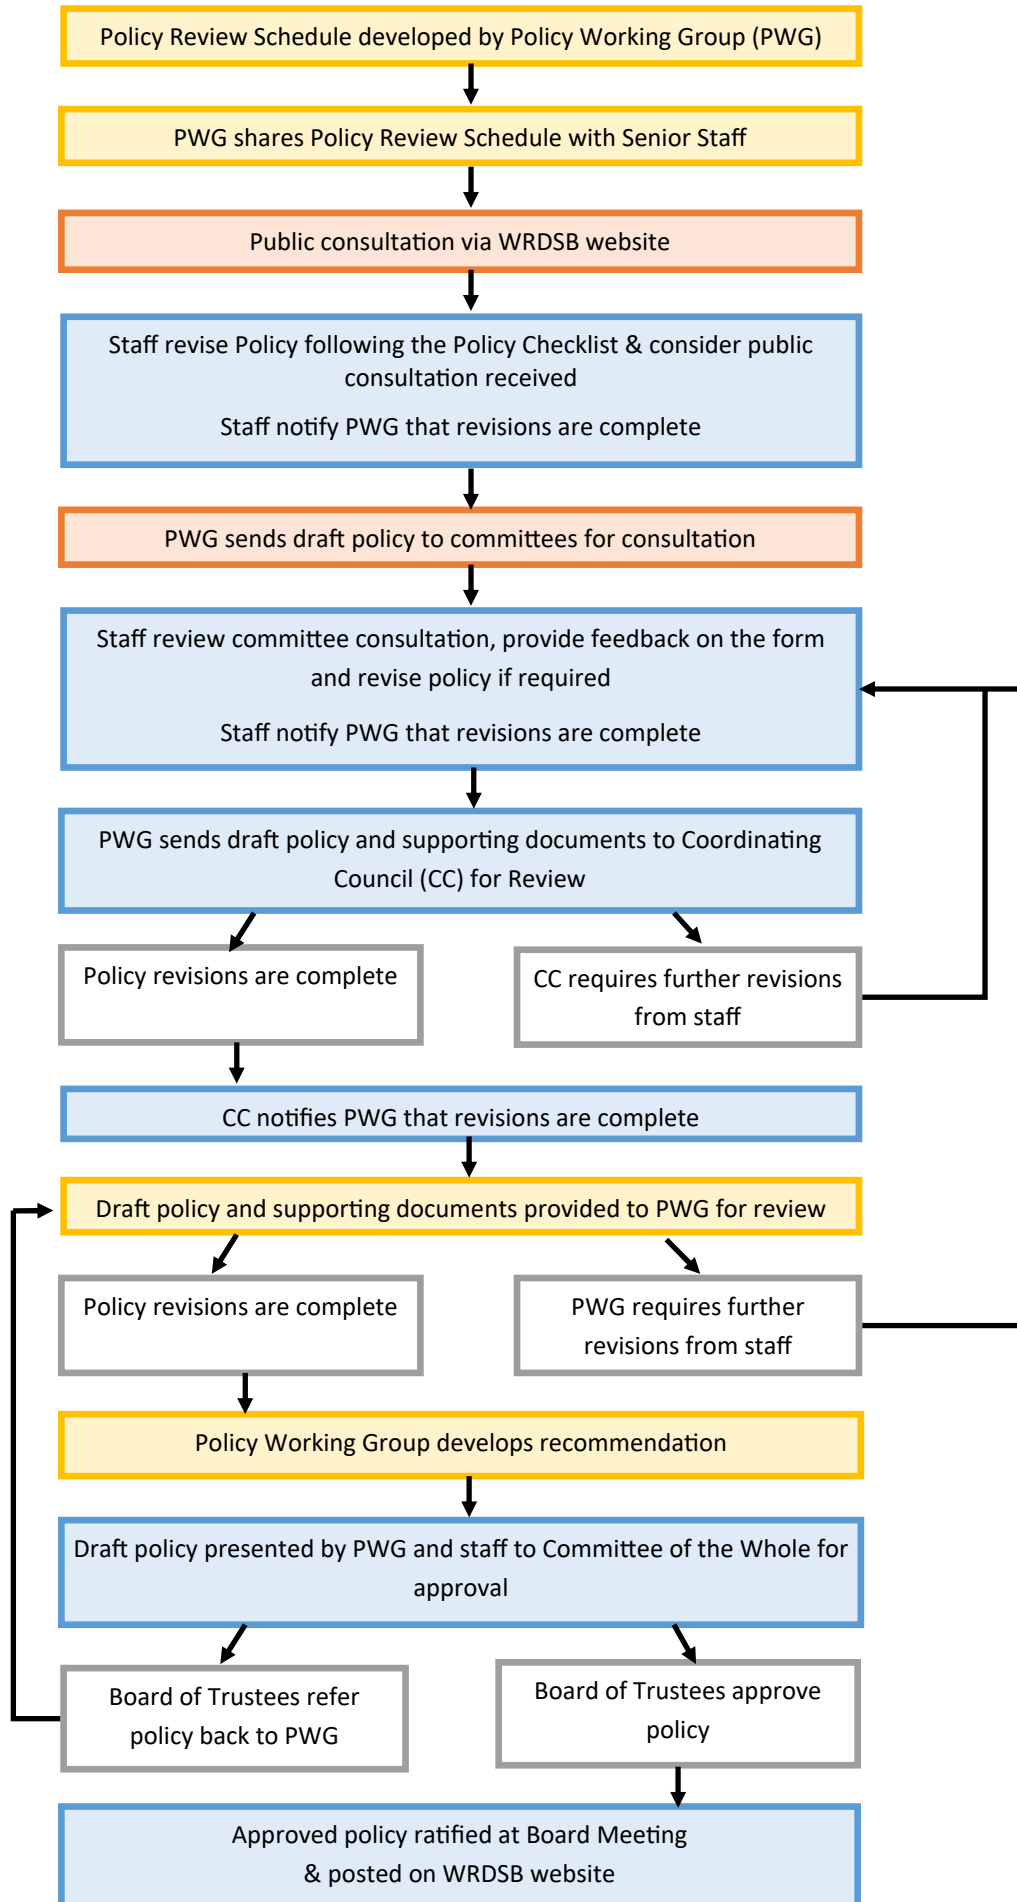 Policy Review Schedule developed by Policy Working Group (PWG)
PWG shares Policy Review Schedule with Senior Staff
Public consultation via WRDSB website
Staff revise Policy following the Policy Checklist & consider public
consultation received
Staff notify PWG that revisions are complete
PWG sends draft policy to committees for consultation
Staff review committee consultation, provide feedback on the form
and revise policy if required
Staff notify PWG that revisions are complete
PWG sends draft policy and supporting documents to Coordinating
Council (CC) for Review
Policy revisions are complete
CC requires further revisions
from staff
CC notifies PWG that revisions are complete
Draft policy and supporting documents provided to PWG for review
Policy revisions are complete
PWG requires further
revisions from staff
Policy Working Group develops recommendation
Draft policy presented by PWG and staff to Committee of the Whole for
approval
Board of Trustees refer
policy back to PWG
Board of Trustees approve
policy
Approved policy ratified at Board Meeting
& posted on WRDSB website